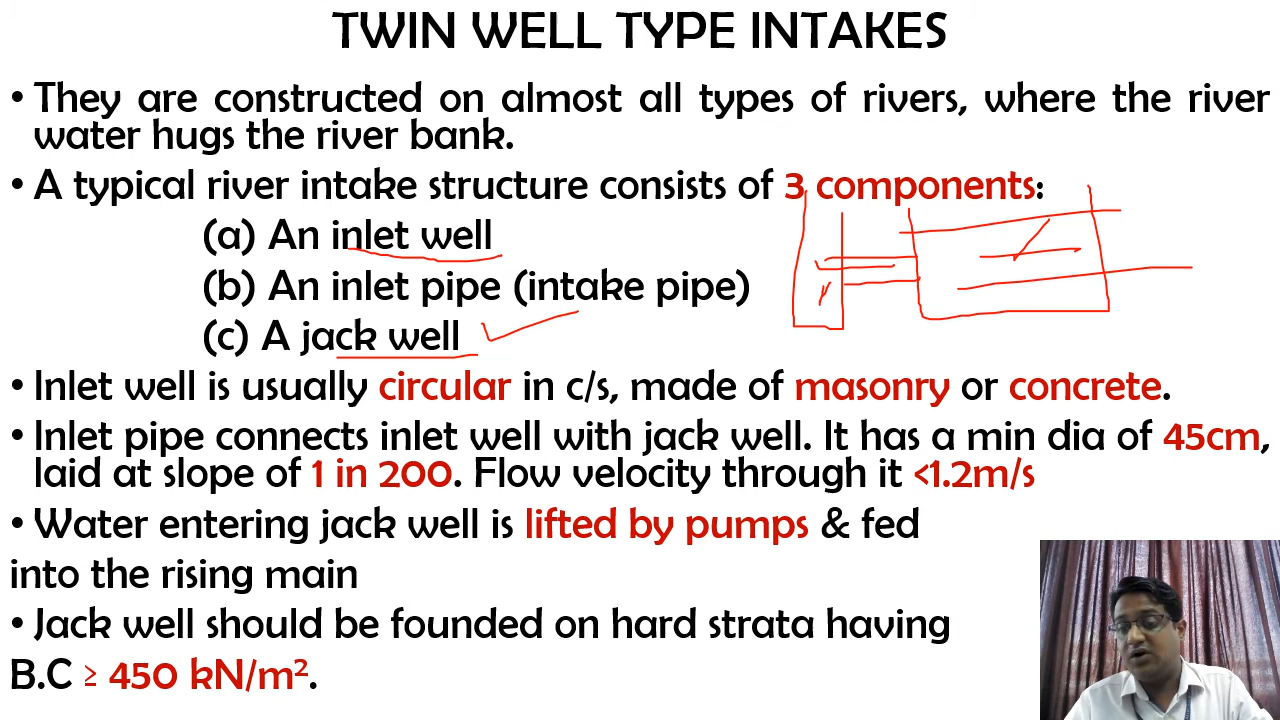 TWIN WELL TYPE INTAKES
• They are constructed on almost all types of rivers, where the river
water hugs the river bank.
• A typical river intake structure consists of 3 components:
(a) An inlet well
(b) An inlet pipe (intake pipe)
(c) A jack well
• Inlet well is usually circular in c/s, made of masonry or concrete.
• Inlet pipe connects inlet well with jack well. It has a min dia of 45cm,
laid at slope of 1 in 200. Flow velocity through it <1.2m/s
• Water entering jack well is lifted by pumps & fed
into the rising main
• Jack well should be founded on hard strata having
B.C ≥ 450 kN/m².